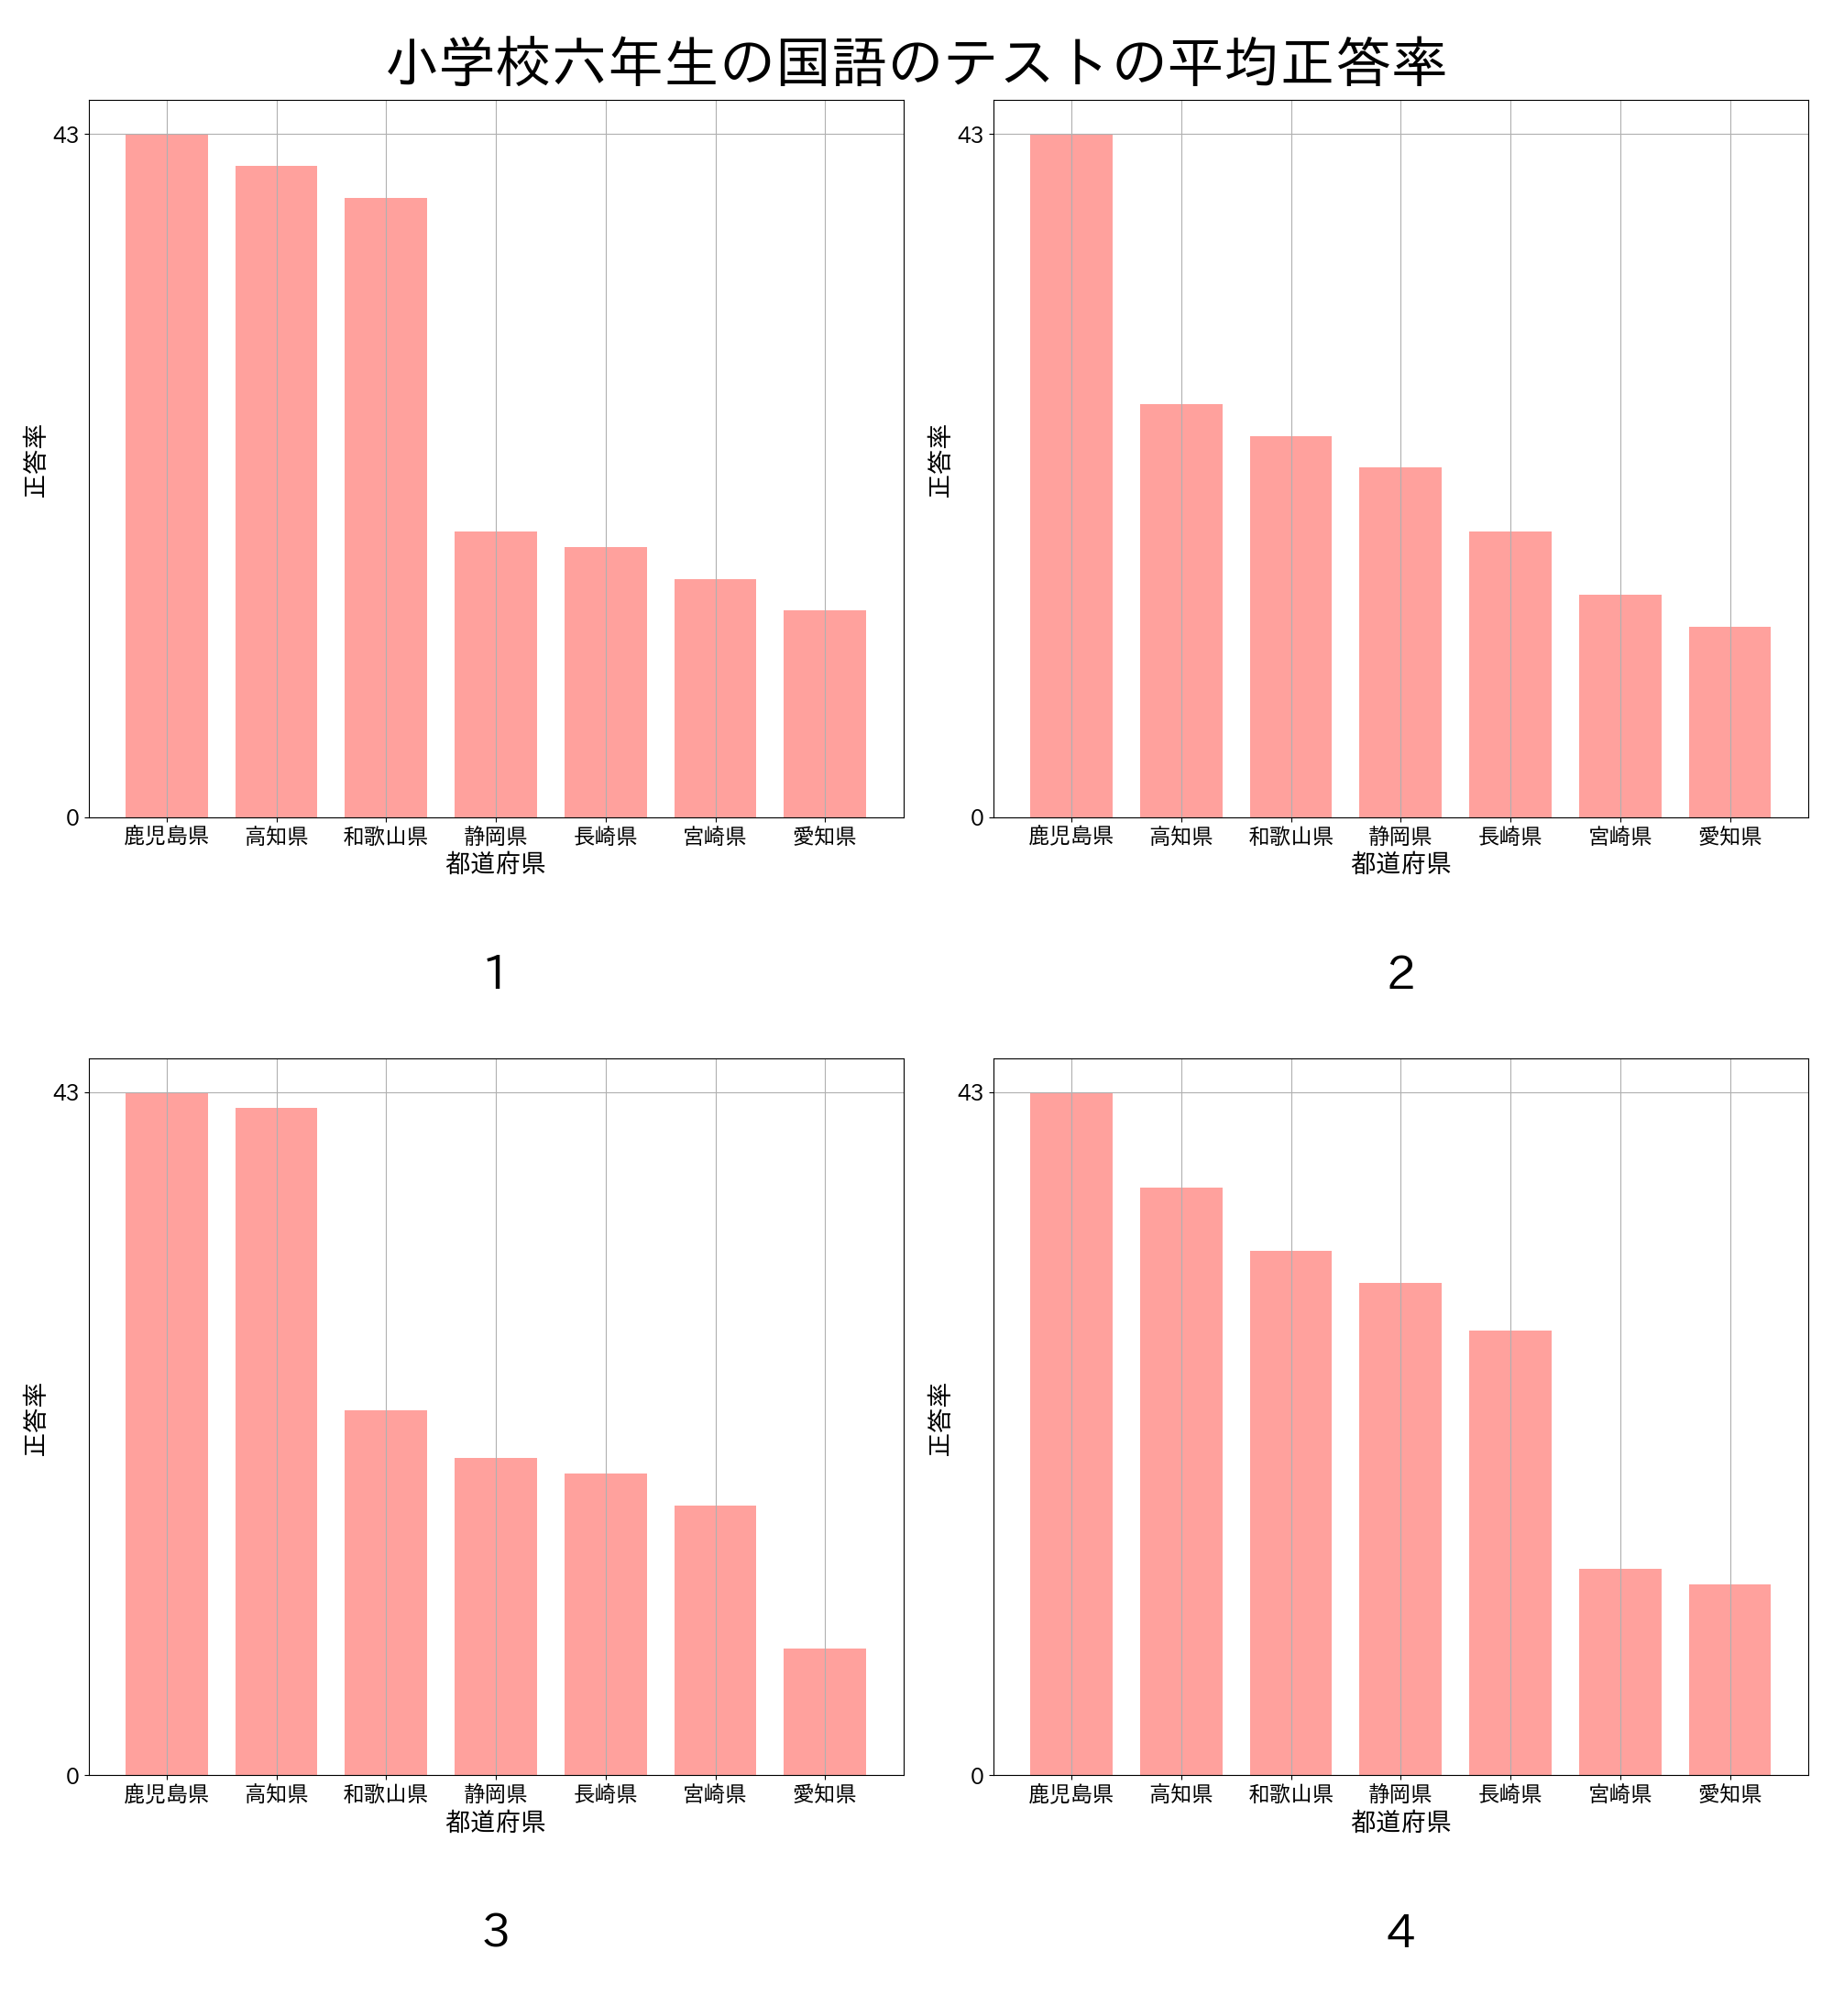 小学校六年生の国語のテストの平均正答率
43
0
正答率
鹿児島県 高知県 和歌山県 静岡県 長崎県 宮崎県 愛知県
都道府県
1
43
0
正答率
鹿児島県 高知県 和歌山県 静岡県 長崎県 宮崎県 愛知県
都道府県
2
43
0
正答率
鹿児島県 高知県 和歌山県 静岡県 長崎県 宮崎県 愛知県
都道府県
3
43
0
正答率
鹿児島県 高知県 和歌山県 静岡県 長崎県 宮崎県 愛知県
都道府県
4